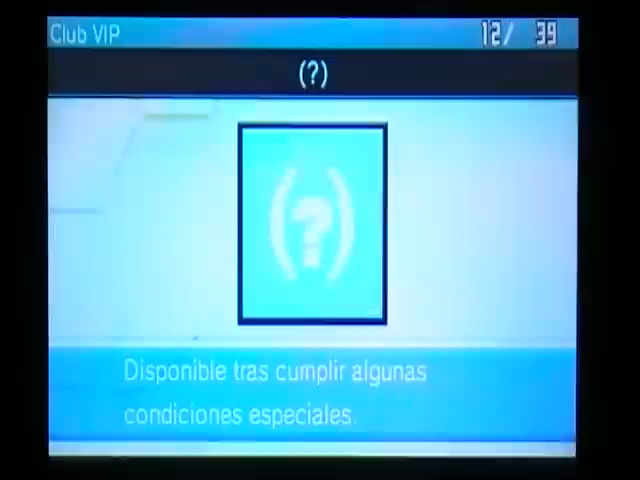 Club VIP
12/ 39
(?)
(?)
Disponible tras cumplir algunas
condiciones especiales.